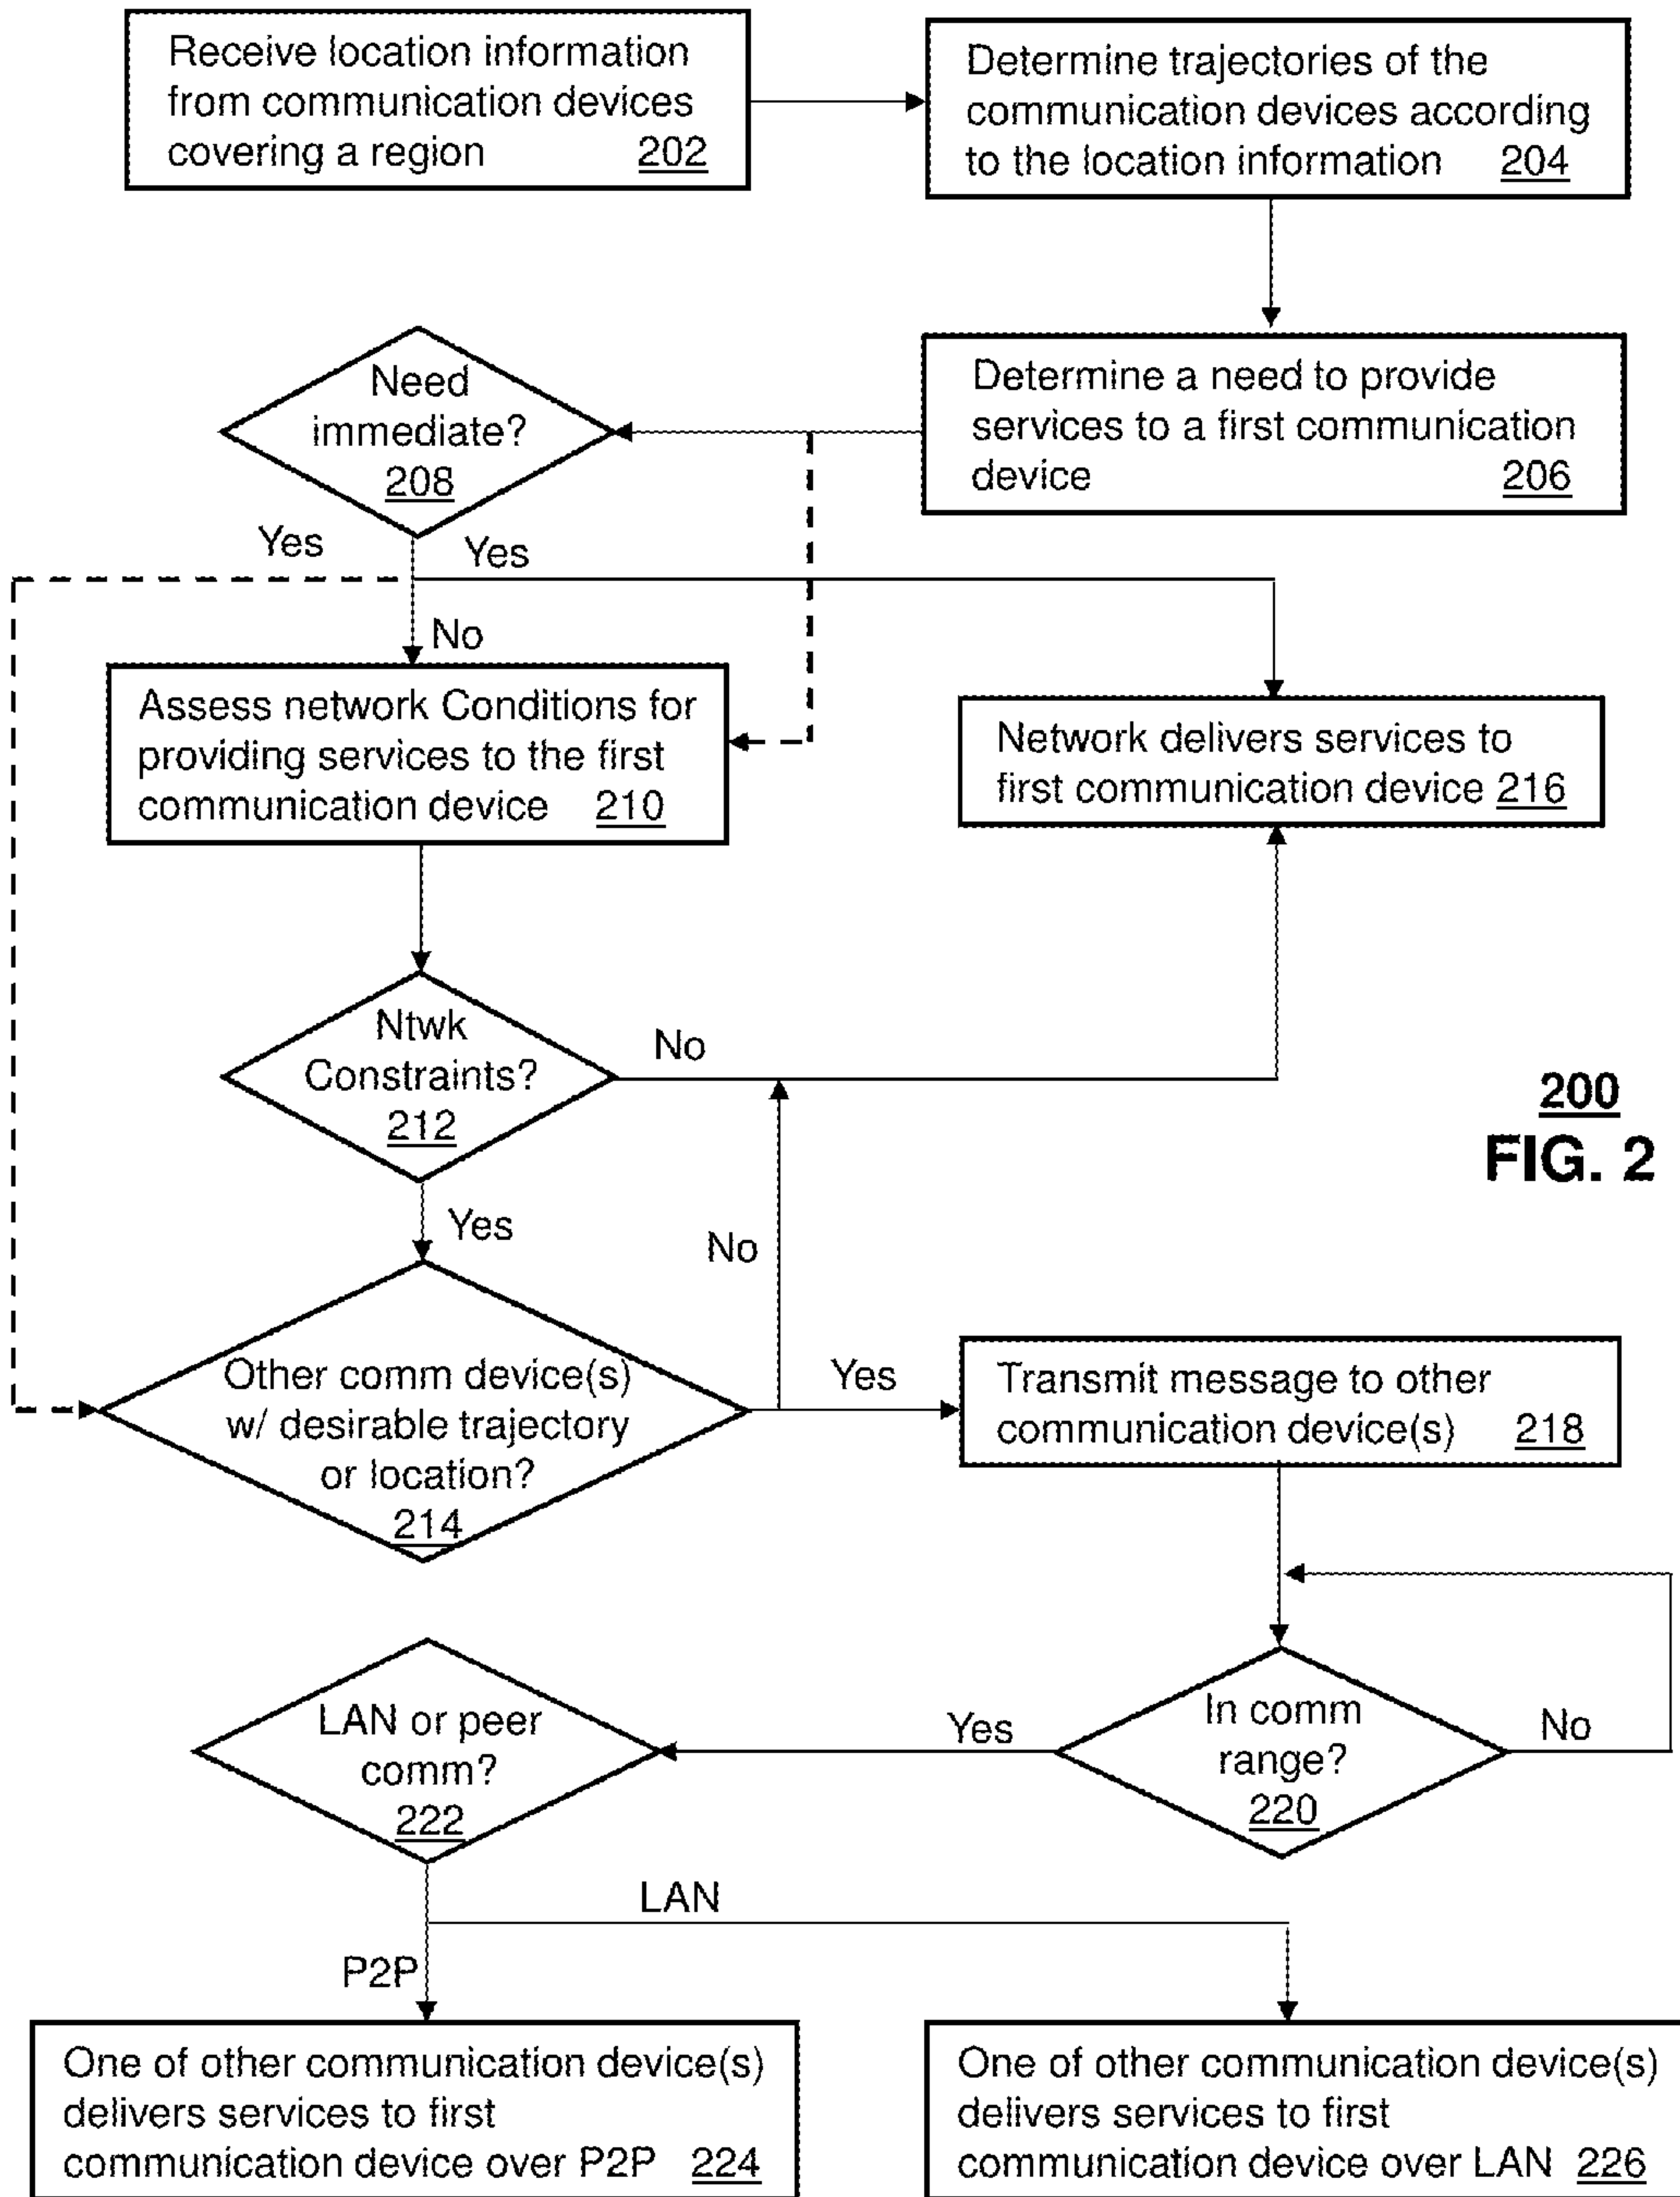 Receive location information
from communication devices
covering a region 202
Determine trajectories of the
communication devices according
to the location information 204
Need
immediate?
208
Determine a need to provide
services to a first communication
device 206
Yes
Yes
No
Assess network Conditions for
providing services to the first
communication device 210
Network delivers services to
first communication device 216
Ntwk
Constraints?
212
No
200
FIG. 2
Yes
No
Other comm device(s)
w/ desirable trajectory
or location?
214
Yes
Transmit message to other
communication device(s) 218
LAN or peer
comm?
222
Yes
In comm
range?
220
No
LAN
P2P
One of other communication device(s)
delivers services to first
communication device over P2P 224
One of other communication device(s)
delivers services to first
communication device over LAN 226